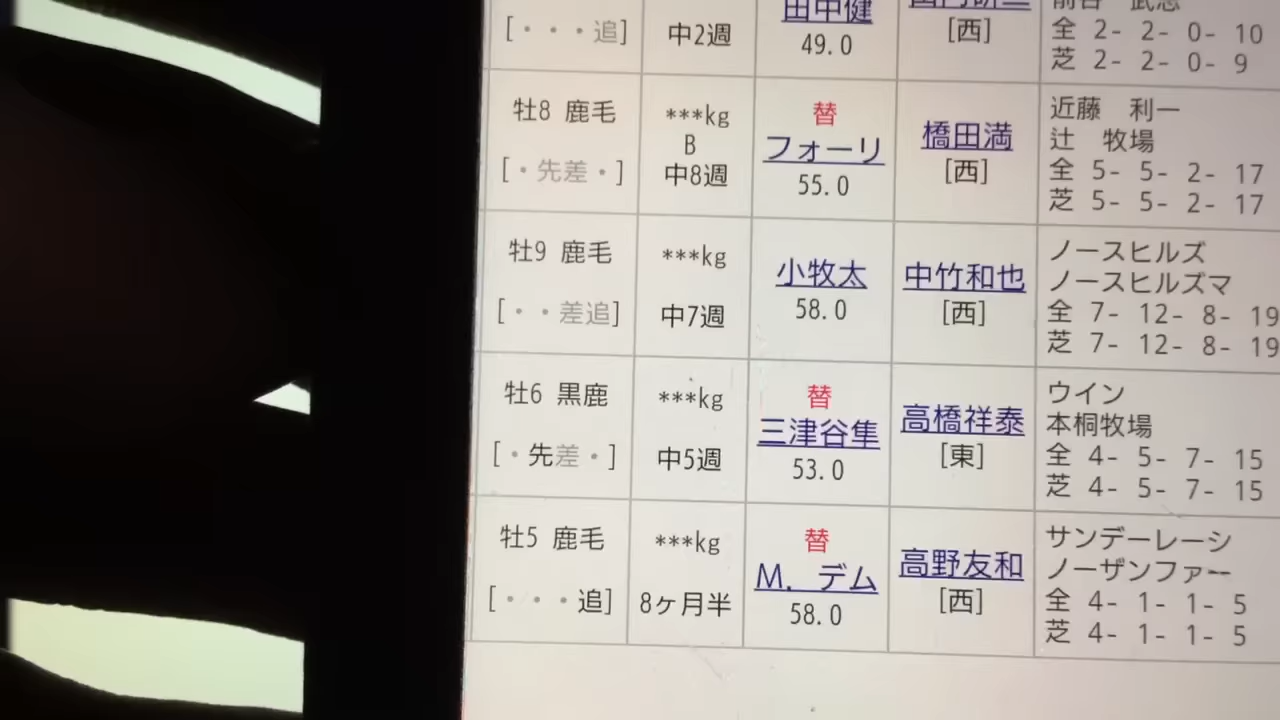 [・・・追] 中2週 田中健 49.0 [西] 全 2- 2- 0- 10
芝 2- 2- 0- 9
牡8 鹿毛
[・先差・]
***kg
B
中8週
替
フォーリ
55.0
橋田満
[西]
近藤 利一
辻 牧場
全 5- 5- 2- 17
芝 5- 5- 2- 17
牡9 鹿毛
[・・差追]
***kg
中7週
小牧太
58.0
中竹和也
[西]
ノースヒルズ
ノースヒルズマ
全 7- 12- 8- 19
芝 7- 12- 8- 19
牡6 黒鹿
[・先差・]
***kg
中5週
替
三津谷隼
53.0
高橋祥泰
[東]
ウイン
本桐牧場
全 4- 5- 7- 15
芝 4- 5- 7- 15
牡5 鹿毛
[・・・追]
***kg
8ヶ月半
替
M．デム
58.0
高野友和
[西]
サンデーレーシ
ノーザンファー
全 4- 1- 1- 5
芝 4- 1- 1- 5